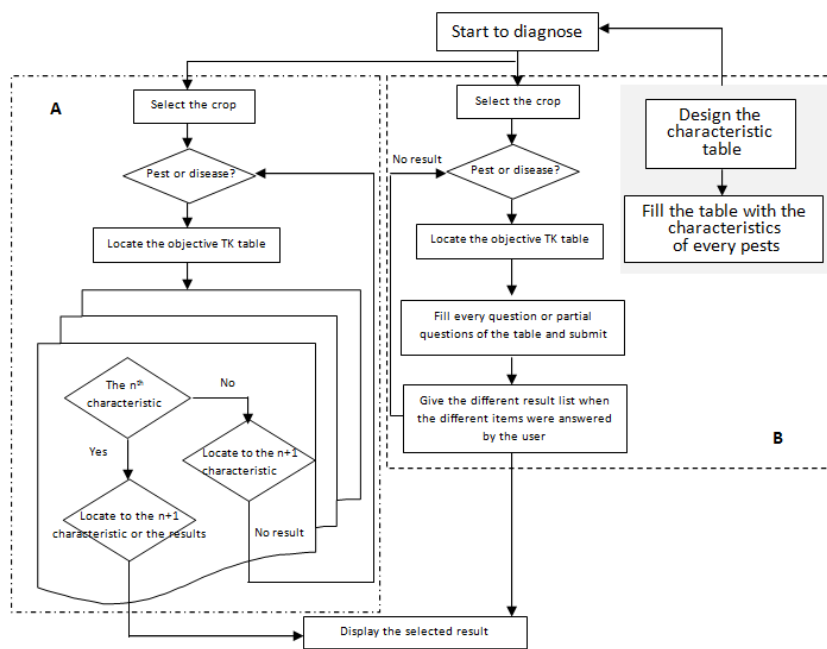 Start to diagnose
A
Select the crop
Pest or disease?
Locate the objective TK table
The nᵗʰ
characteristic
No
Yes
Locate to the n+1
characteristic
Locate to the n+1
characteristic or the results
No result
Select the crop
No result
Pest or disease?
Locate the objective TK table
Fill every question or partial
questions of the table and submit
Give the different result list when
the different items were answered
by the user
B
Design the
characteristic
table
Fill the table with the
characteristics
of every pests
Display the selected result